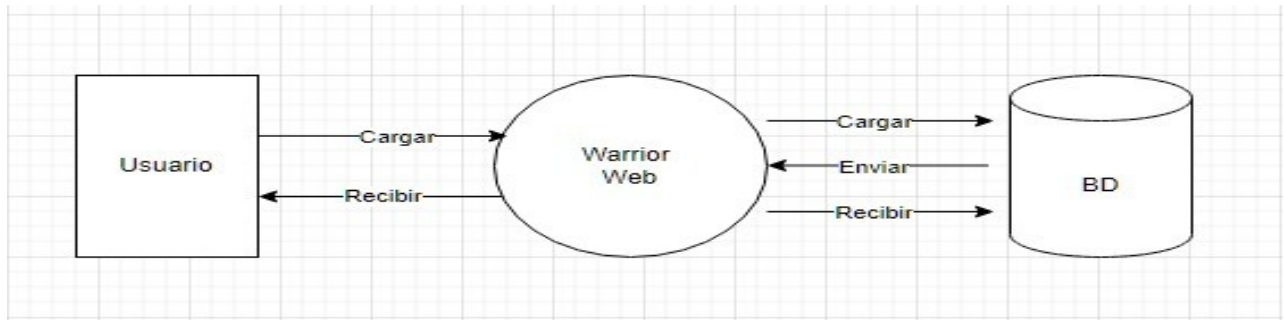 Usuario
Cargar
Recibir
Warrior
Web
Cargar
Enviar
Recibir
BD